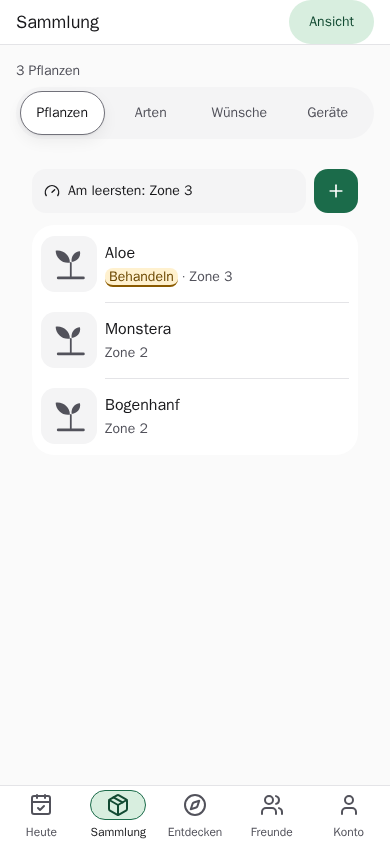 Sammlung
Ansicht
3 Pflanzen
Pflanzen
Arten
Wünsche
Geräte
Am leersten: Zone 3
Aloe
Behandeln · Zone 3
Monstera
Zone 2
Bogenhanf
Zone 2
Heute
Sammlung
Entdecken
Freunde
Konto